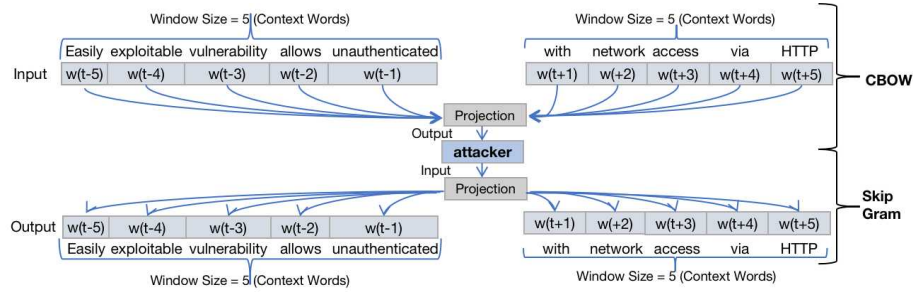 Window Size = 5 (Context Words) Window Size = 5 (Context Words)
Easily exploitable vulnerability allows unauthenticated with network access via HTTP
Input w(t-5) w(t-4) w(t-3) w(t-2) w(t-1) w(t+1) w(+2) w(t+3) w(t+4) w(t+5)
CBOW
Projection
Output
attacker
Input
Projection
Skip
Gram
Output w(t-5) w(t-4) w(t-3) w(t-2) w(t-1) w(t+1) w(+2) w(t+3) w(t+4) w(t+5)
Easily exploitable vulnerability allows unauthenticated with network access via HTTP
Window Size = 5 (Context Words) Window Size = 5 (Context Words)